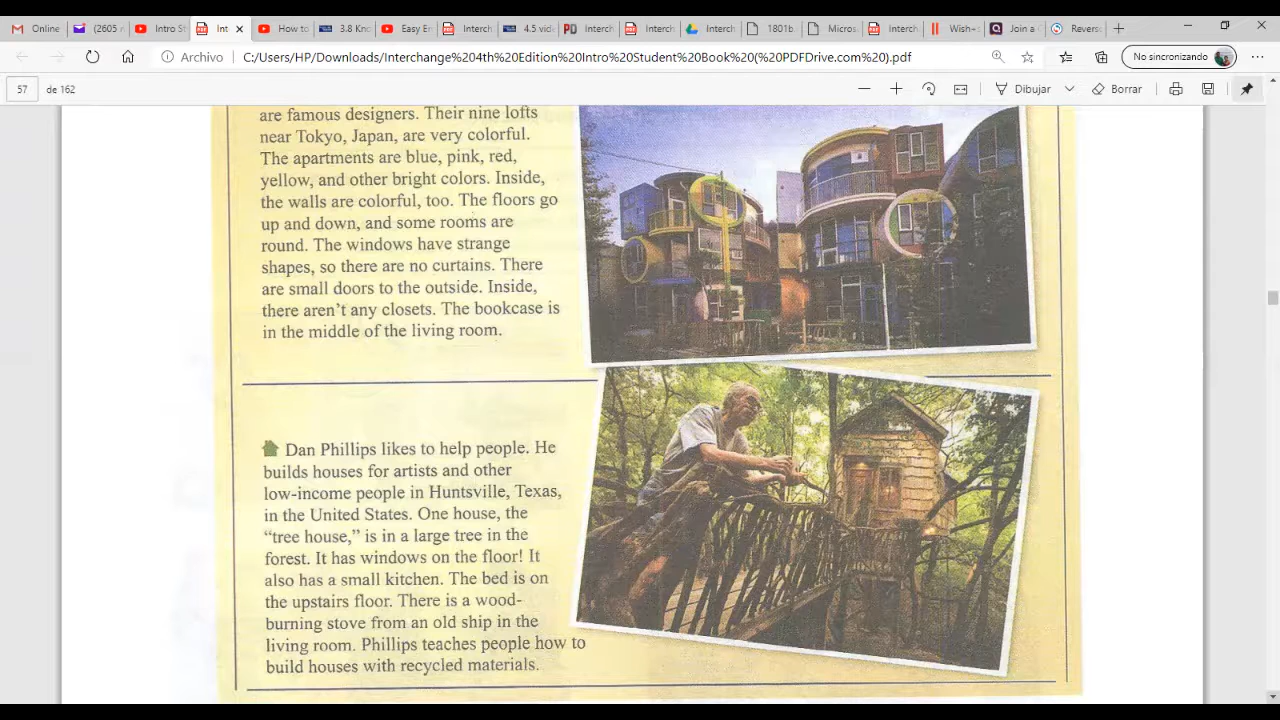 Online
(2605
Intro St
Int
How to
3.8 Kno
Easy E
Interch
4.5 vid
Interch
Interch
Interch
1801b
Micros
Interch
Wish-
Join a
Revers
Archivo
C:/Users/HP/Downloads/Interchange%204th%20Edition%20Intro%20Student%20Book%20(%20PDFDrive.com%20).pdf
No sincronizando
57
de 162
Dibujar
Borrar
are famous designers. Their nine lofts
near Tokyo, Japan, are very colorful.
The apartments are blue, pink, red,
yellow, and other bright colors. Inside,
the walls are colorful, too. The floors go
up and down, and some rooms are
round. The windows have strange
shapes, so there are no curtains. There
are small doors to the outside. Inside,
there aren't any closets. The bookcase is
in the middle of the living room.
Dan Phillips likes to help people. He
builds houses for artists and other
low-income people in Huntsville, Texas,
in the United States. One house, the
“tree house,” is in a large tree in the
forest. It has windows on the floor! It
also has a small kitchen. The bed is on
the upstairs floor. There is a wood-
burning stove from an old ship in the
living room. Phillips teaches people how to
build houses with recycled materials.